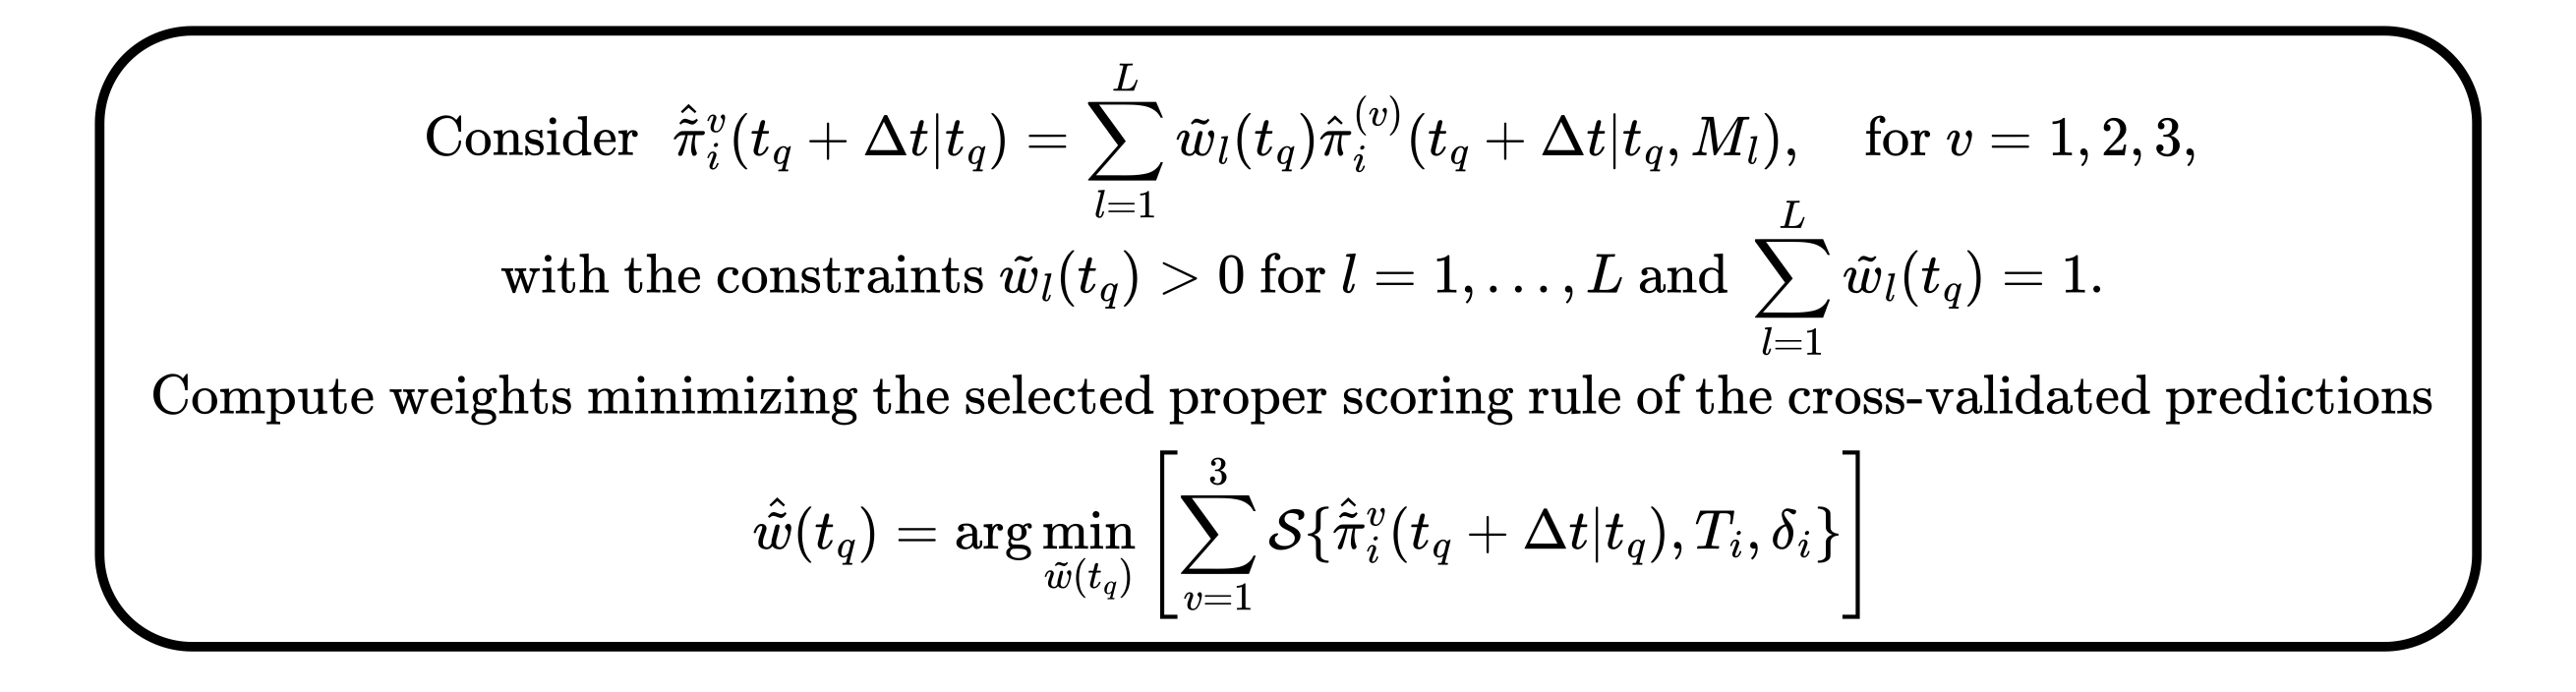 Consider $\hat{\tilde{\pi}}_i^v(t_q + \Delta t | t_q) = \sum_{l=1}^{L} \tilde{w}_l(t_q) \hat{\pi}_i^{(v)}(t_q + \Delta t | t_q, M_l), \quad$ for $v = 1, 2, 3,$
with the constraints $\tilde{w}_l(t_q) > 0$ for $l = 1, \ldots, L$ and $\sum_{l=1}^{L} \tilde{w}_l(t_q) = 1.$
Compute weights minimizing the selected proper scoring rule of the cross-validated predictions
$\hat{\tilde{w}}(t_q) = \arg\min_{\tilde{w}(t_q)} \left[ \sum_{v=1}^{3} \mathcal{S}\{\hat{\tilde{\pi}}_i^v(t_q + \Delta t | t_q), T_i, \delta_i\} \right]$